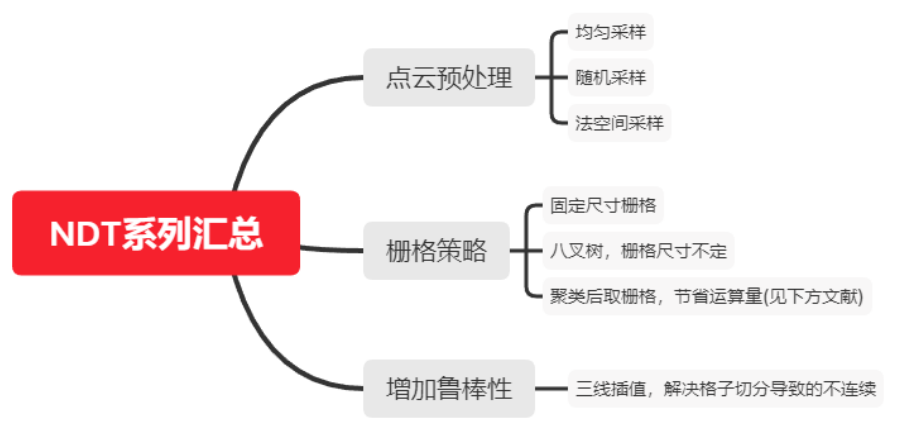 NDT系列汇总
点云预处理
均匀采样
随机采样
法空间采样
栅格策略
固定尺寸栅格
八叉树，栅格尺寸不定
聚类后取栅格，节省运算量(见下方文献)
增加鲁棒性
三线插值，解决格子切分导致的不连续